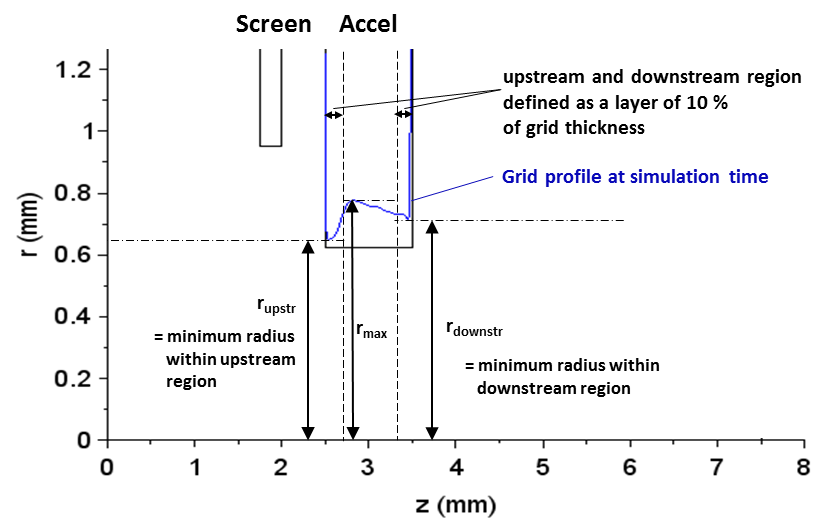 Screen Accel
1.2
1
0.8
0.6
0.4
0.2
0
r (mm)
upstream and downstream region
defined as a layer of 10 %
of grid thickness
Grid profile at simulation time
rupstr
= minimum radius
within upstream
region
rmax
rdownstr
= minimum radius within
downstream region
0 1 2 3 4 5 6 7 8
z (mm)